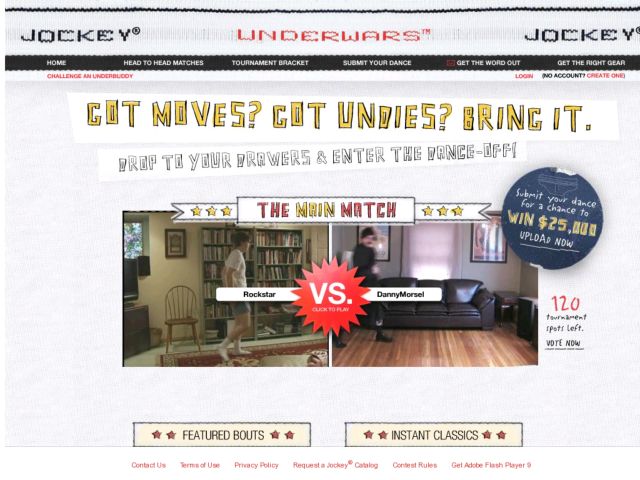 JOCKEY® UNDERWARS™ JOCKEY®
HOME HEAD TO HEAD MATCHES TOURNAMENT BRACKET SUBMIT YOUR DANCE GET THE WORD OUT GET THE RIGHT GEAR
CHALLENGE AN UNDERBUDDY LOGIN (NO ACCOUNT? CREATE ONE)
GOT MOVES? GOT UNDIES? BRING IT.
DROP TO YOUR DRAWERS & ENTER THE DANCE-OFF!
THE MAIN MATCH
Submit your dance
for a chance to
WIN $25,000
UPLOAD NOW
Rockstar VS. DannyMorsel
CLICK TO PLAY
120
tournament
spots left.
VOTE NOW
FEATURED BOUTS INSTANT CLASSICS
Contact Us Terms of Use Privacy Policy Request a Jockey® Catalog Contest Rules Get Adobe Flash Player 9